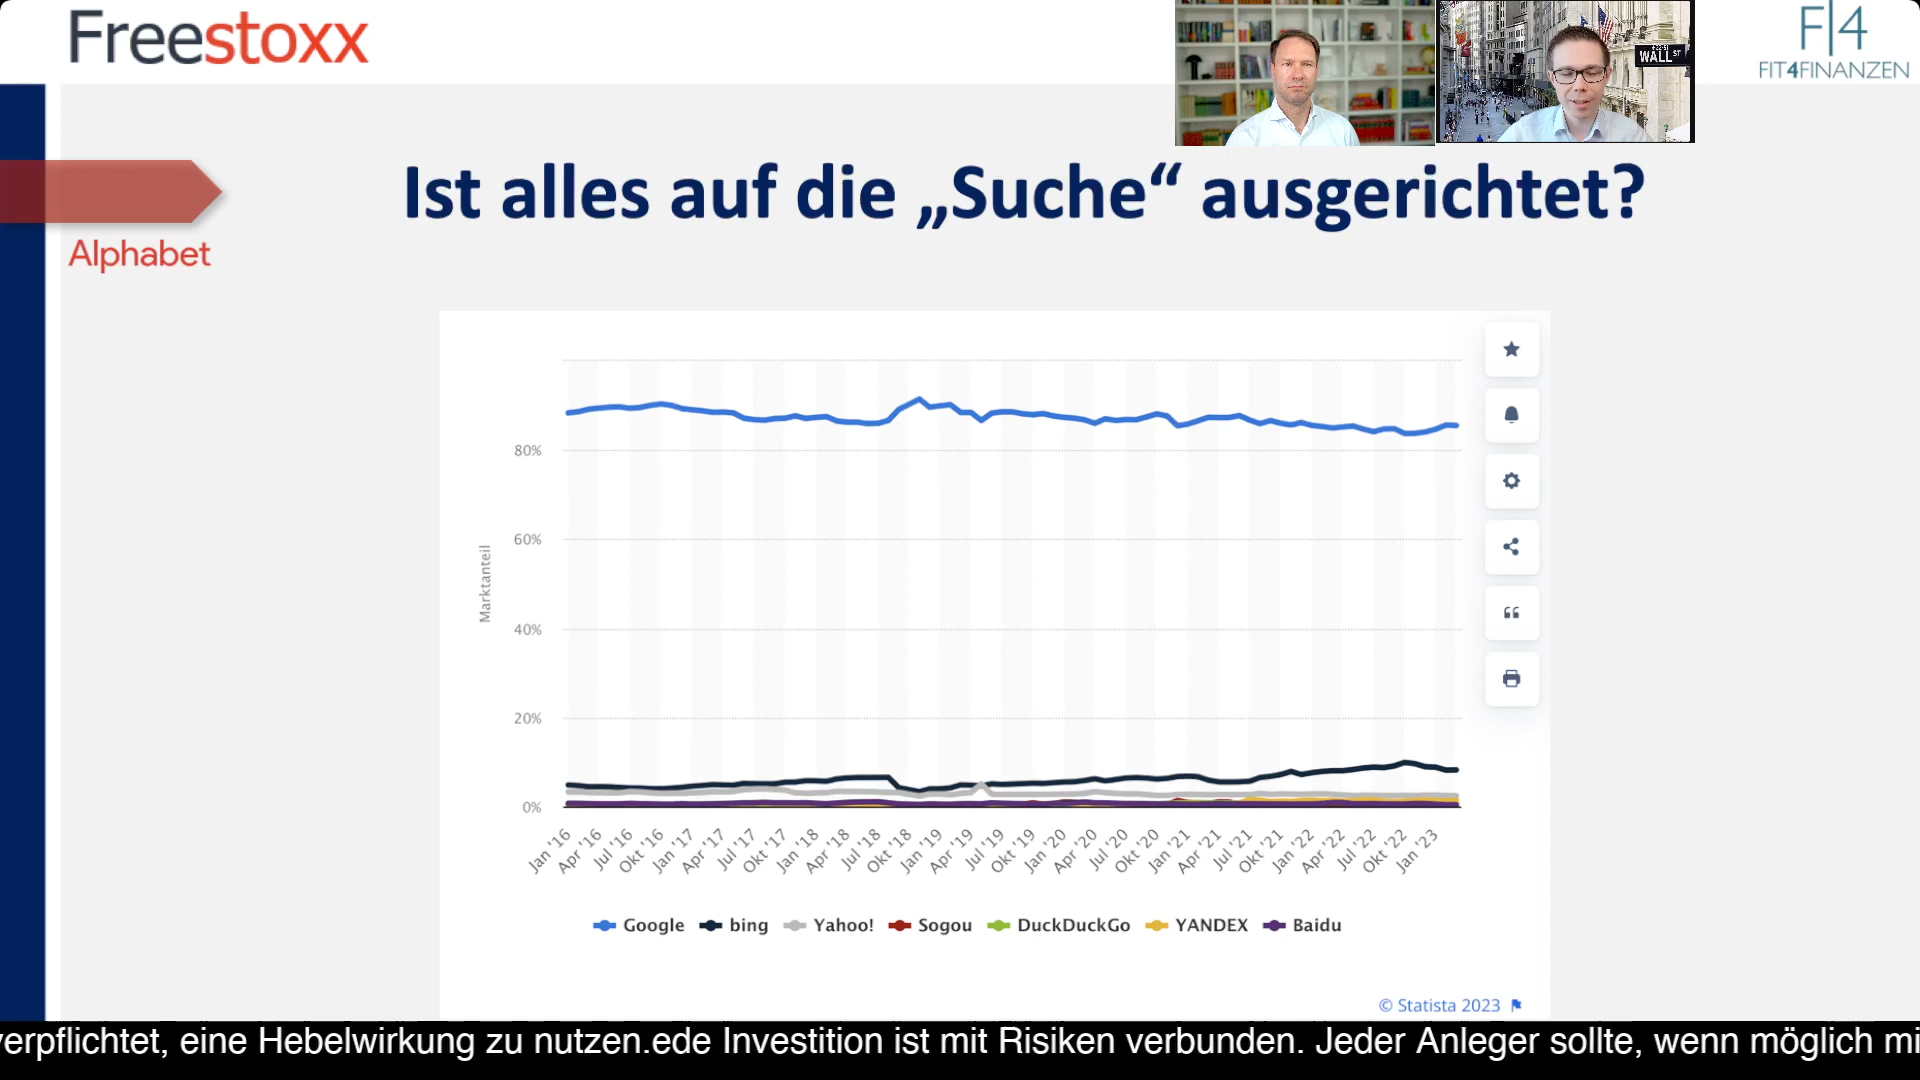 Freestoxx
WALL ST
F|4
FIT4FINANZEN
Ist alles auf die „Suche“ ausgerichtet?
Alphabet
80%
60%
40%
20%
0%
Marktanteil
Jan '16
Apr '16
Jul '16
Okt '16
Jan '17
Apr '17
Jul '17
Okt '17
Jan '18
Apr '18
Jul '18
Okt '18
Jan '19
Apr '19
Jul '19
Okt '19
Jan '20
Apr '20
Jul '20
Okt '20
Jan '21
Apr '21
Jul '21
Okt '21
Jan '22
Apr '22
Jul '22
Okt '22
Jan '23
Google bing Yahoo! Sogou DuckDuckGo YANDEX Baidu
© Statista 2023
verpflichtet, eine Hebelwirkung zu nutzen.ede Investition ist mit Risiken verbunden. Jeder Anleger sollte, wenn möglich mi